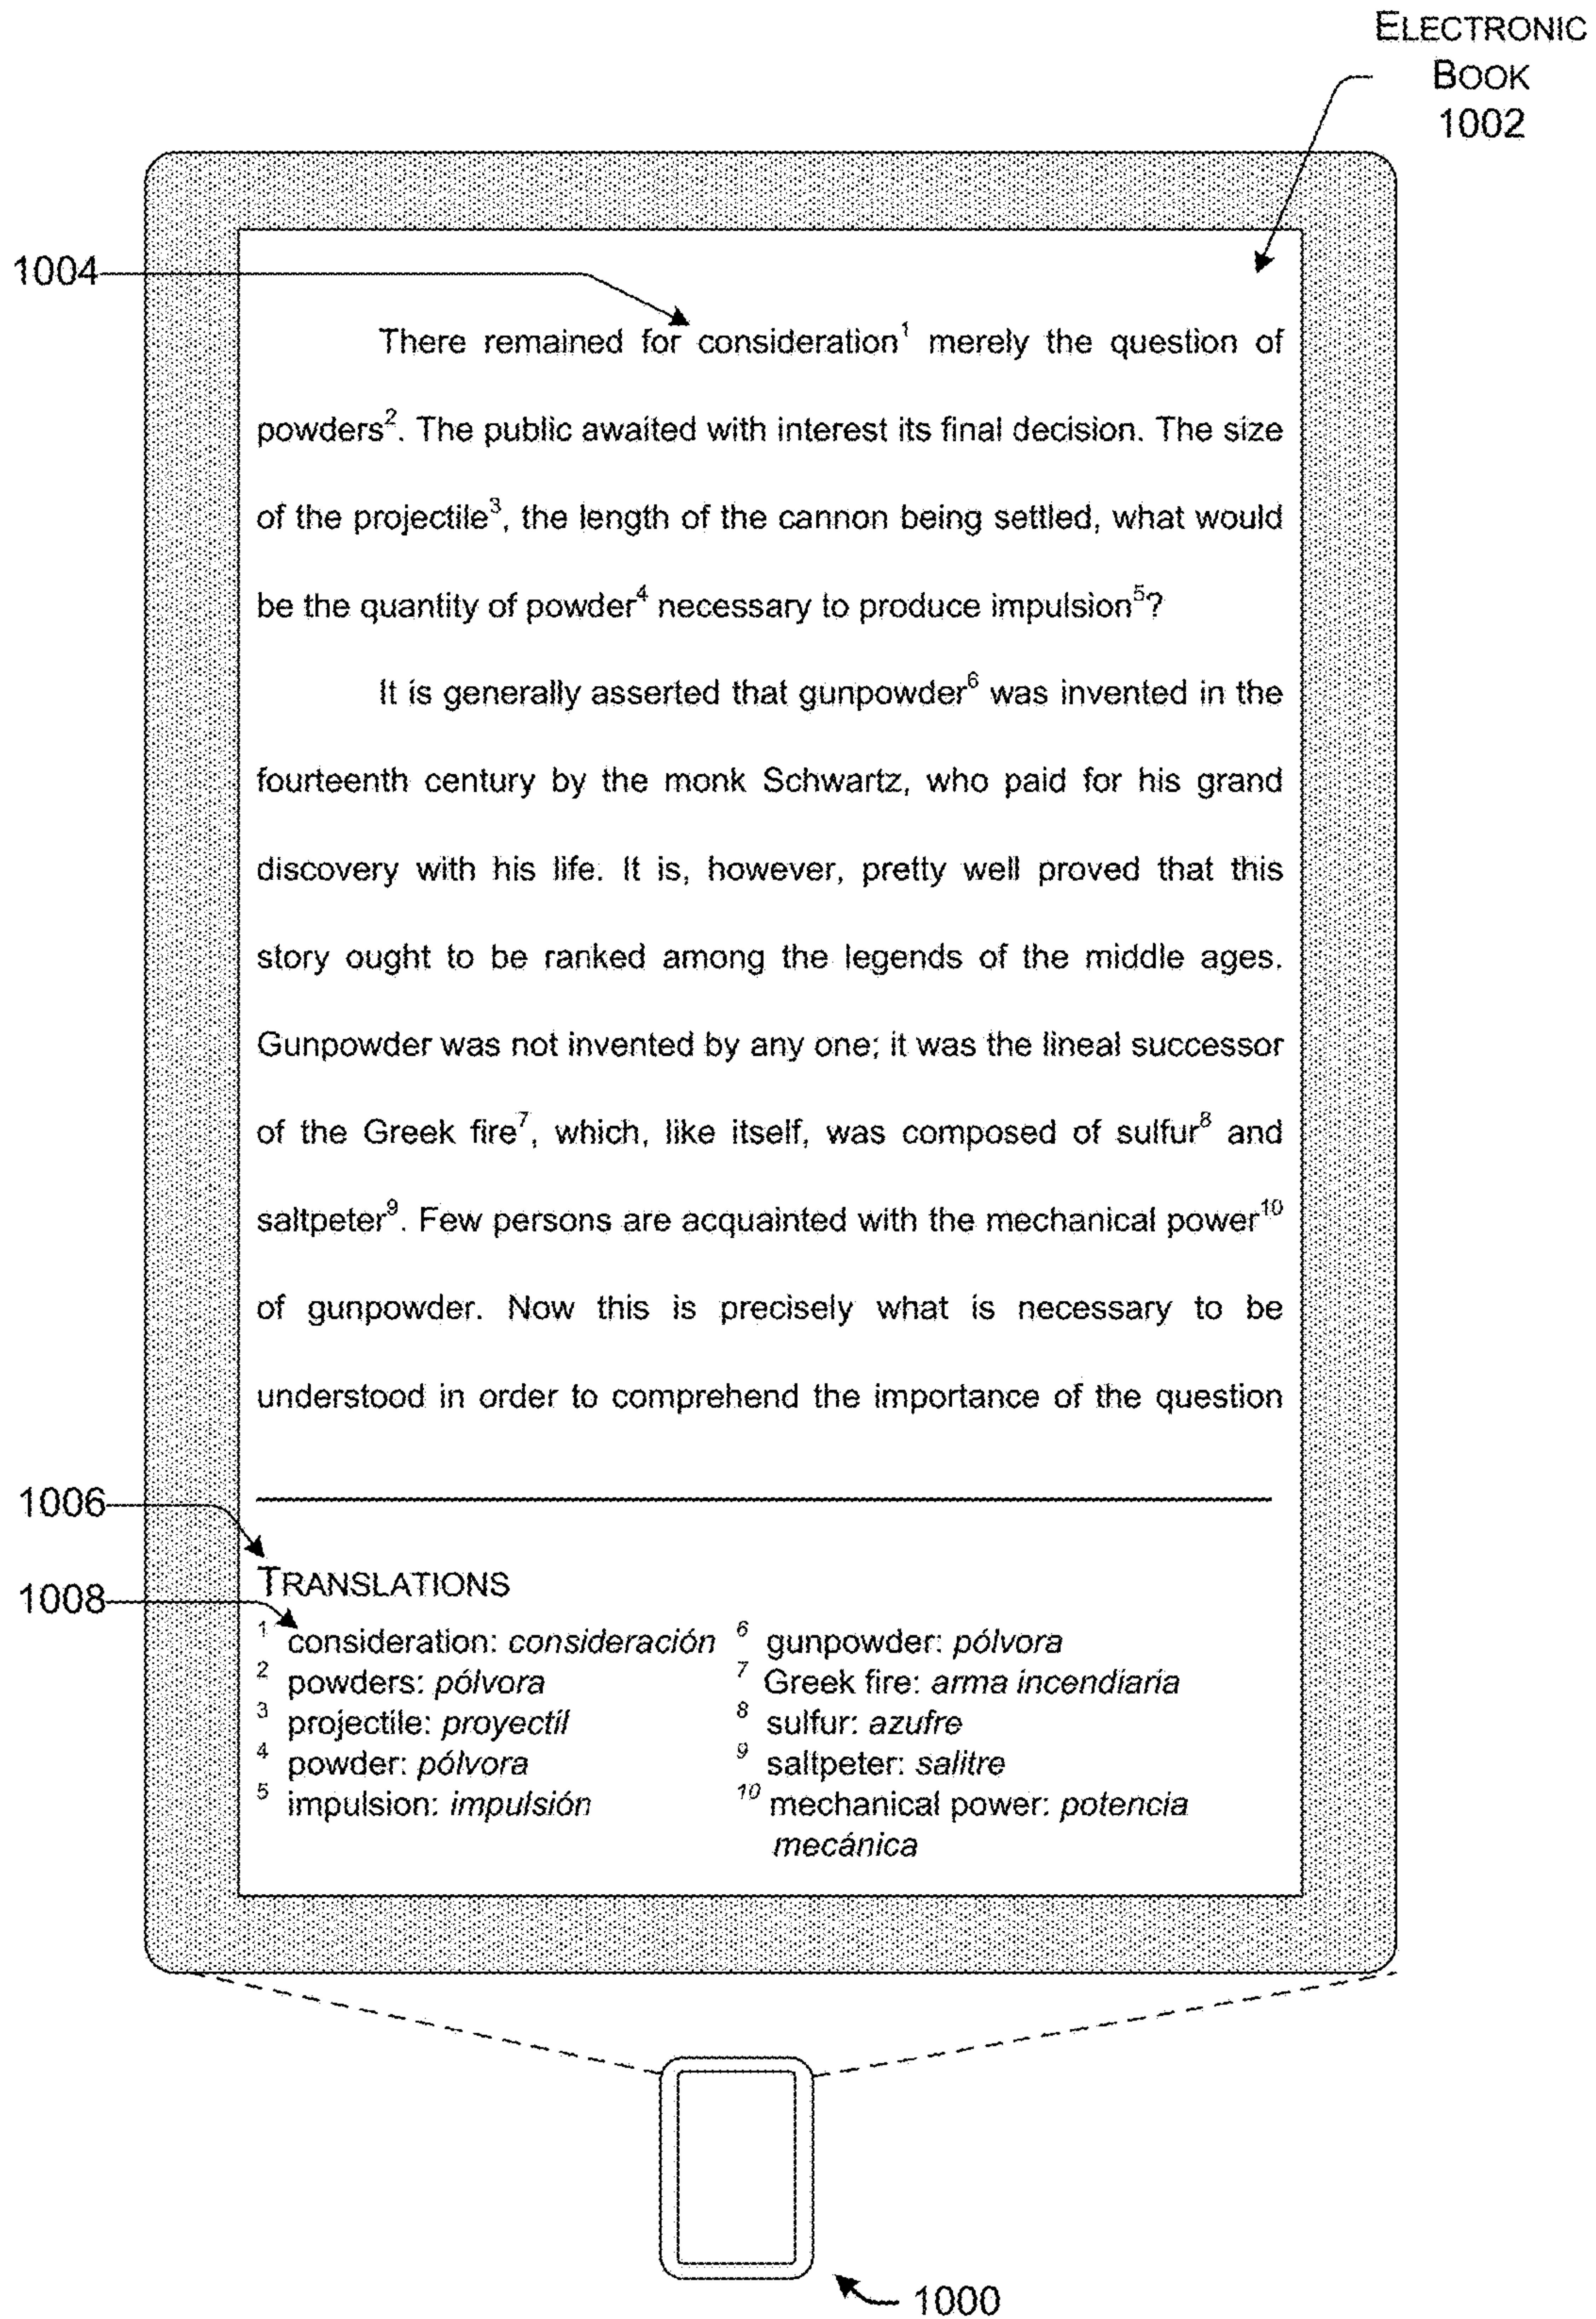 ELECTRONIC
BOOK
1002
1004
There remained for consideration¹ merely the question of
powders². The public awaited with interest its final decision. The size
of the projectile³, the length of the cannon being settled, what would
be the quantity of powder⁴ necessary to produce impulsion⁵?
It is generally asserted that gunpowder⁶ was invented in the
fourteenth century by the monk Schwartz, who paid for his grand
discovery with his life. It is, however, pretty well proved that this
story ought to be ranked among the legends of the middle ages.
Gunpowder was not invented by any one; it was the lineal successor
of the Greek fire⁷, which, like itself, was composed of sulfur⁸ and
saltpeter⁹. Few persons are acquainted with the mechanical power¹⁰
of gunpowder. Now this is precisely what is necessary to be
understood in order to comprehend the importance of the question
1006
TRANSLATIONS
1008
¹ consideration: consideración
² powders: pólvora
³ projectile: proyectil
⁴ powder: pólvora
⁵ impulsion: impulsión
⁶ gunpowder: pólvora
⁷ Greek fire: arma incendiaria
⁸ sulfur: azufre
⁹ saltpeter: salitre
¹⁰ mechanical power: potencia
mecánica
1000